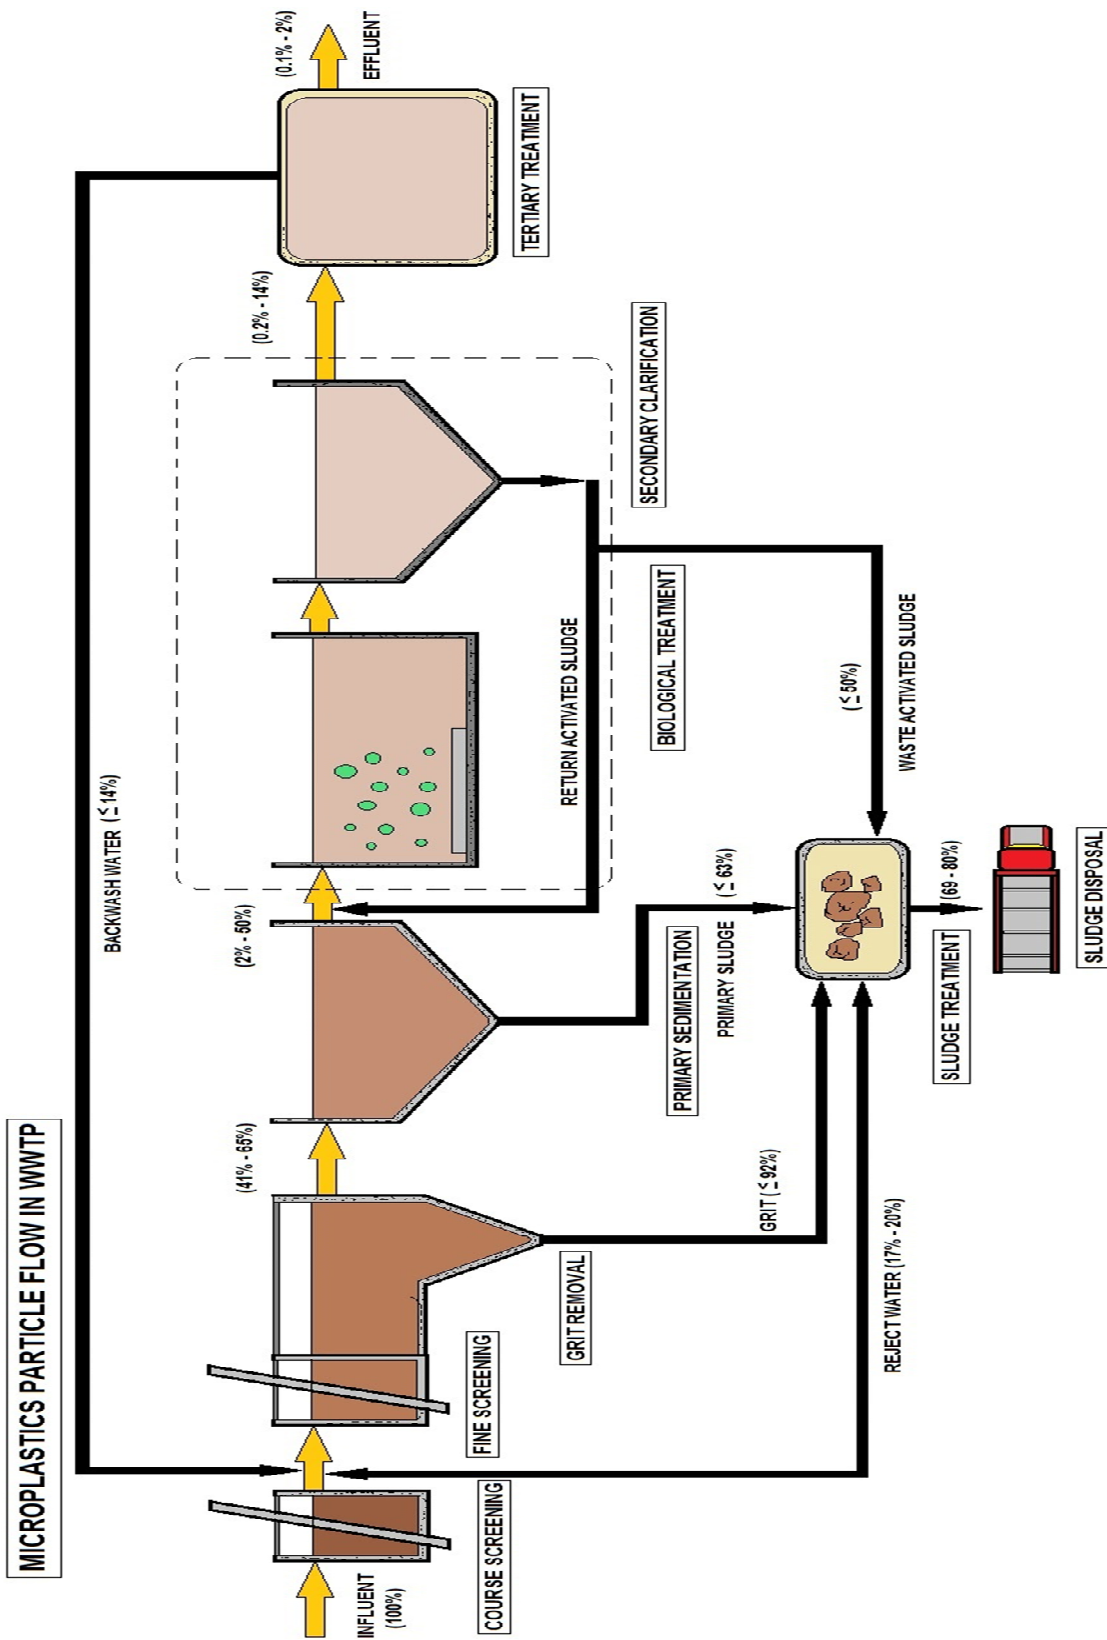 MICROPLASTICS PARTICLE FLOW IN WWTP
BACKWASH WATER (≤ 14%)
INFLUENT
(100%)
COURSE SCREENING
FINE SCREENING
GRIT REMOVAL
(41% - 65%)
(2% - 50%)
(0.2% - 14%)
(0.1% - 2%)
EFFLUENT
TERTIARY TREATMENT
SECONDARY CLARIFICATION
RETURN ACTIVATED SLUDGE
BIOLOGICAL TREATMENT
PRIMARY SEDIMENTATION
PRIMARY SLUDGE
(≤ 63%)
(≤ 50%)
WASTE ACTIVATED SLUDGE
GRIT (≤ 92%)
REJECT WATER (17% - 20%)
SLUDGE TREATMENT
(69 - 80%)
SLUDGE DISPOSAL